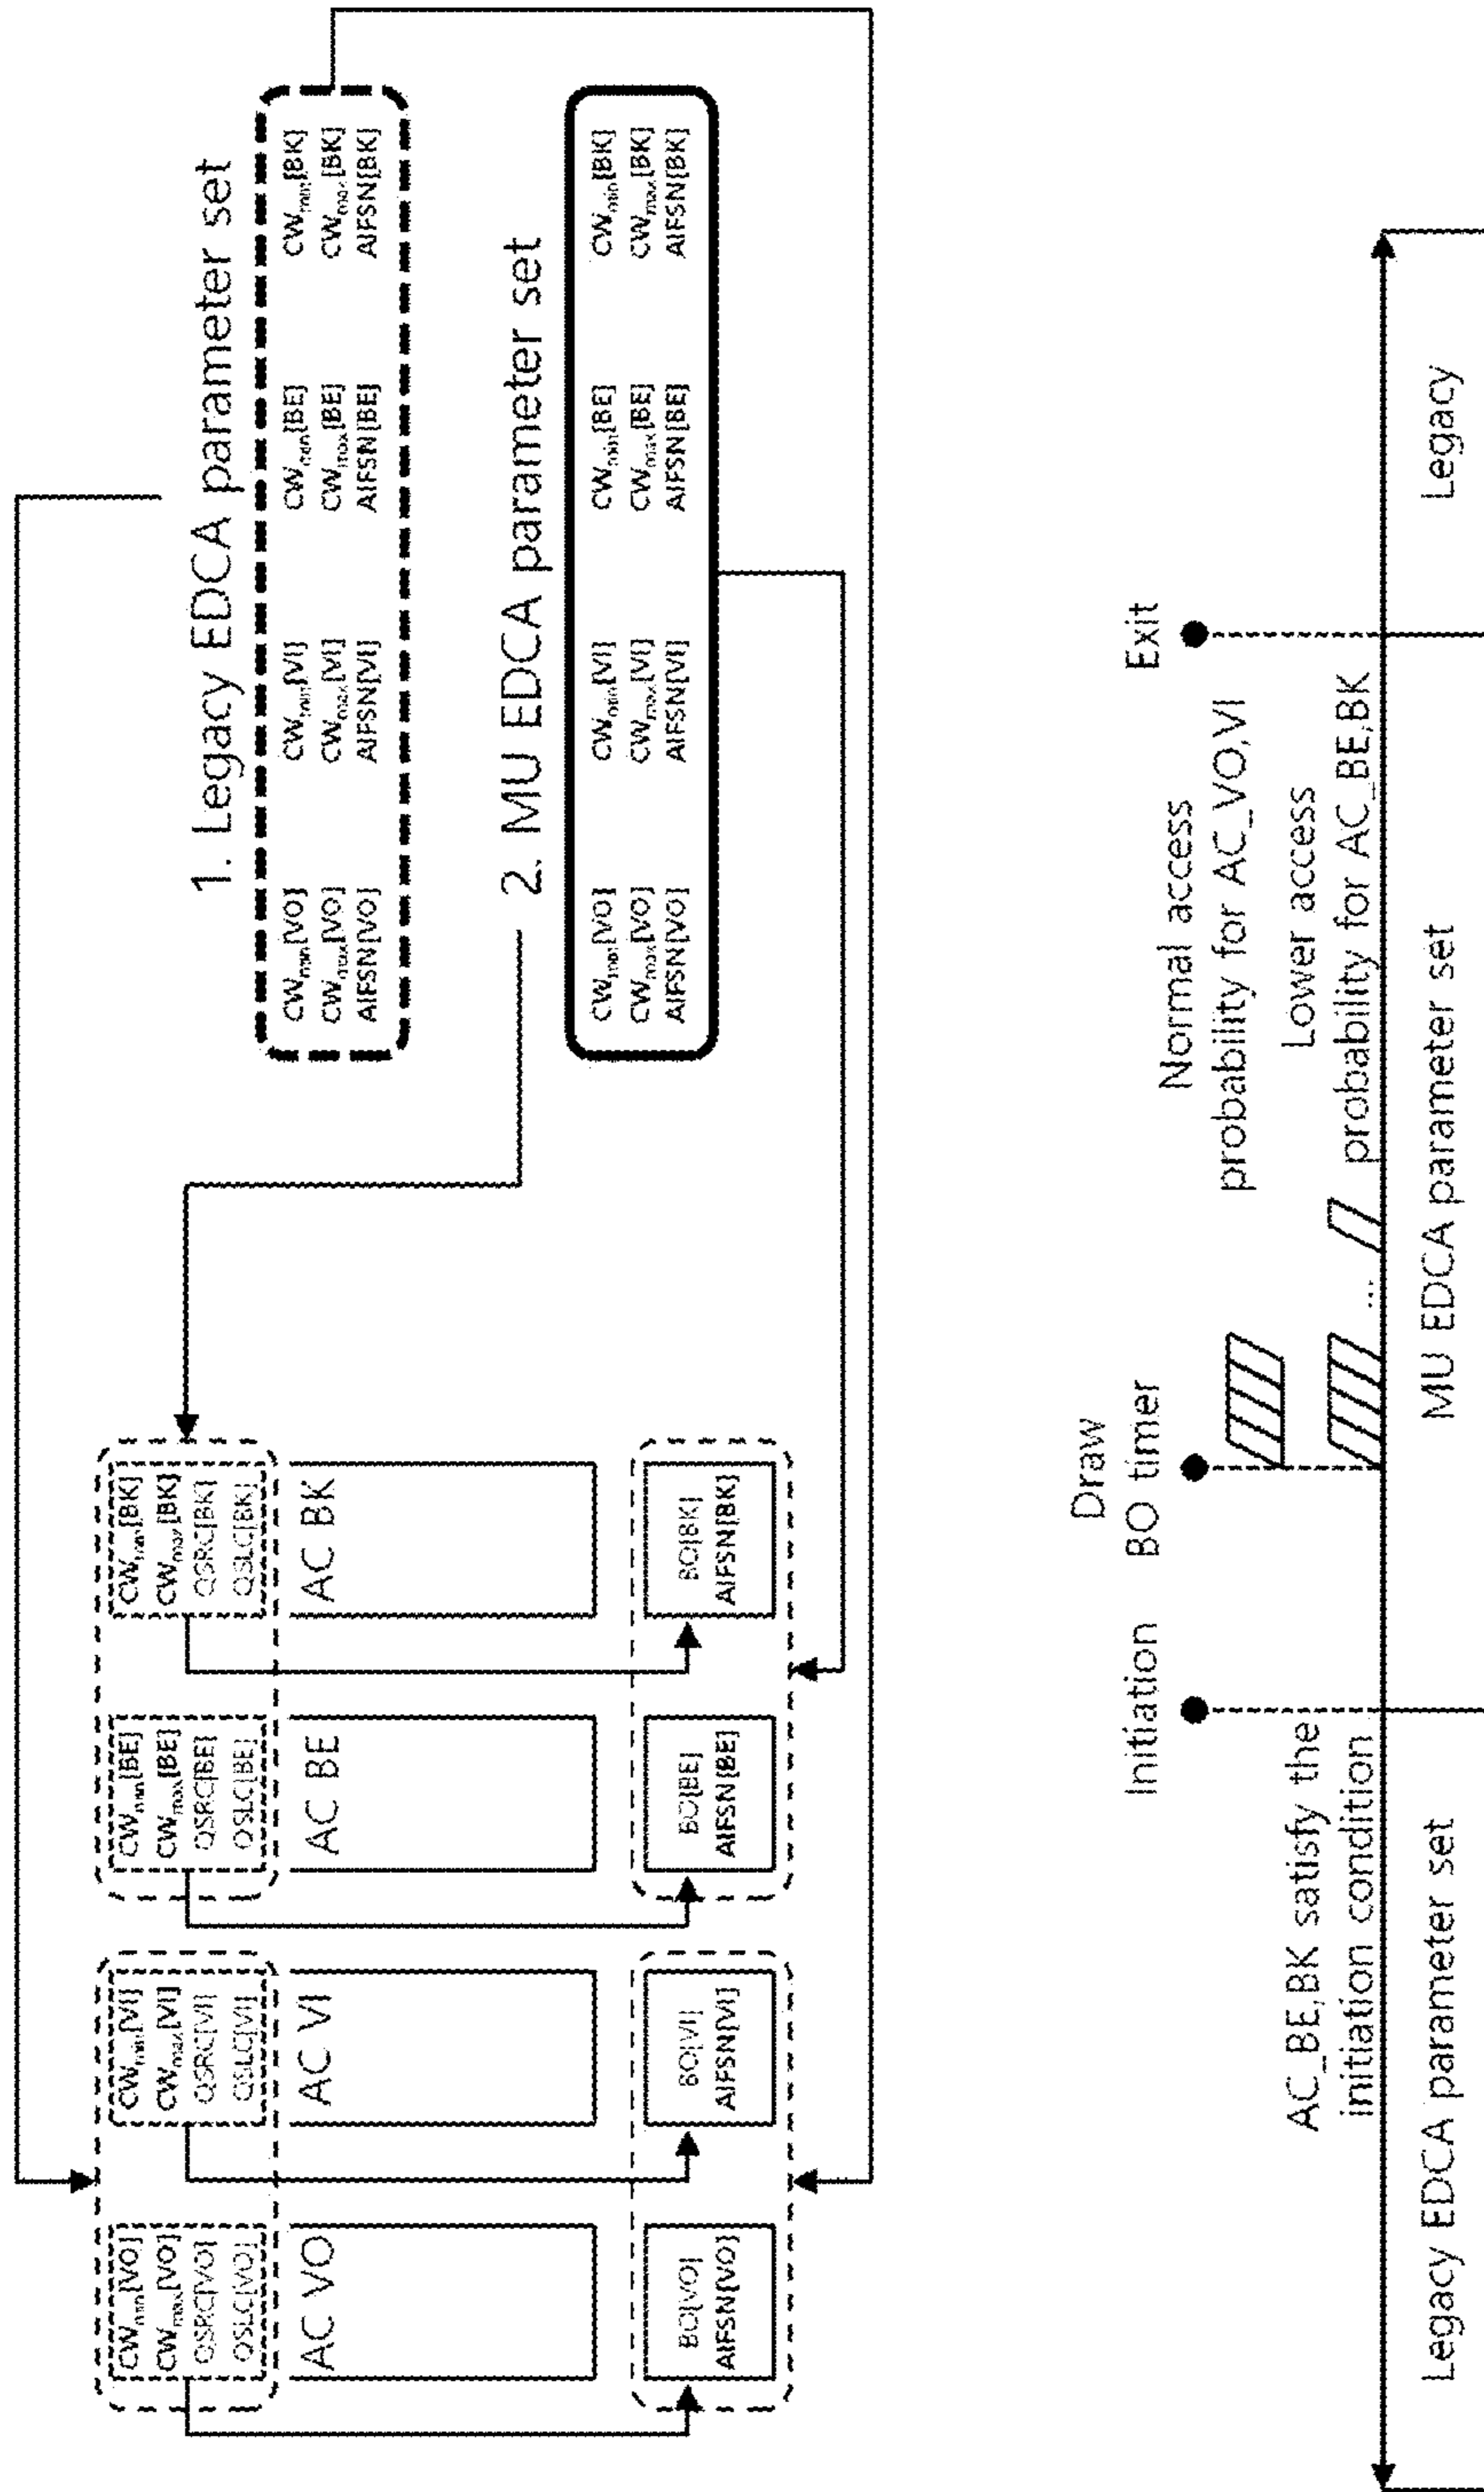 CWmin[VO]
CWmax[VO]
QSRC[VO]
QSLC[VO]
AC VO
BO[VO]
AIFSN[VO]
CWmin[VI]
CWmax[VI]
QSRC[VI]
QSLC[VI]
AC VI
BO[VI]
AIFSN[VI]
CWmin[BE]
CWmax[BE]
QSRC[BE]
QSLC[BE]
AC BE
BO[BE]
AIFSN[BE]
CWmin[BK]
CWmax[BK]
QSRC[BK]
QSLC[BK]
AC BK
BO[BK]
AIFSN[BK]
1. Legacy EDCA parameter set
CWmin[VO]
CWmax[VO]
AIFSN[VO]
CWmin[VI]
CWmax[VI]
AIFSN[VI]
CWmin[BE]
CWmax[BE]
AIFSN[BE]
CWmin[BK]
CWmax[BK]
AIFSN[BK]
2. MU EDCA parameter set
CWmin[VO]
CWmax[VO]
AIFSN[VO]
CWmin[VI]
CWmax[VI]
AIFSN[VI]
CWmin[BE]
CWmax[BE]
AIFSN[BE]
CWmin[BK]
CWmax[BK]
AIFSN[BK]
AC_BE,BK satisfy the
initiation condition
Initiation
Draw
BO timer
...
Normal access
probability for AC_VO,VI
Lower access
probability for AC_BE,BK
Exit
Legacy EDCA parameter set
MU EDCA parameter set
Legacy